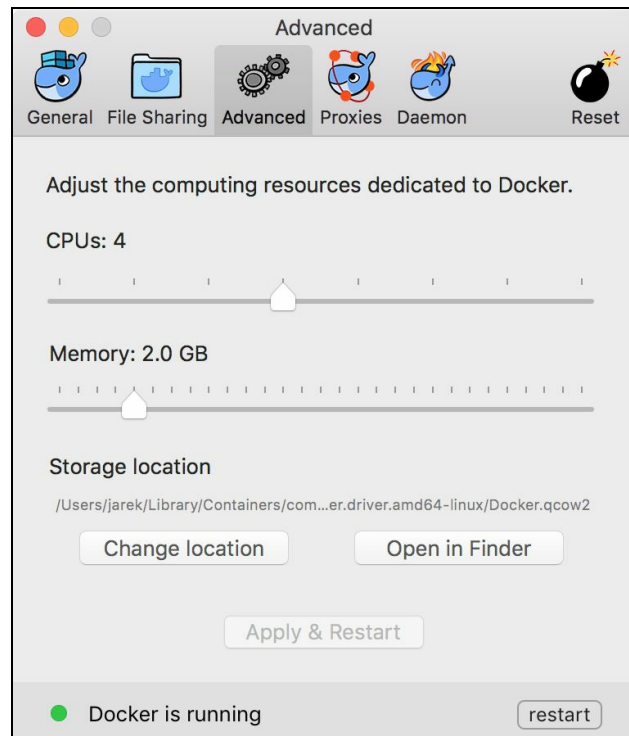 Advanced
General File Sharing Advanced Proxies Daemon Reset
Adjust the computing resources dedicated to Docker.
CPUs: 4
Memory: 2.0 GB
Storage location
/Users/jarek/Library/Containers/com...er.driver.amd64-linux/Docker.qcow2
Change location Open in Finder
Apply & Restart
Docker is running restart